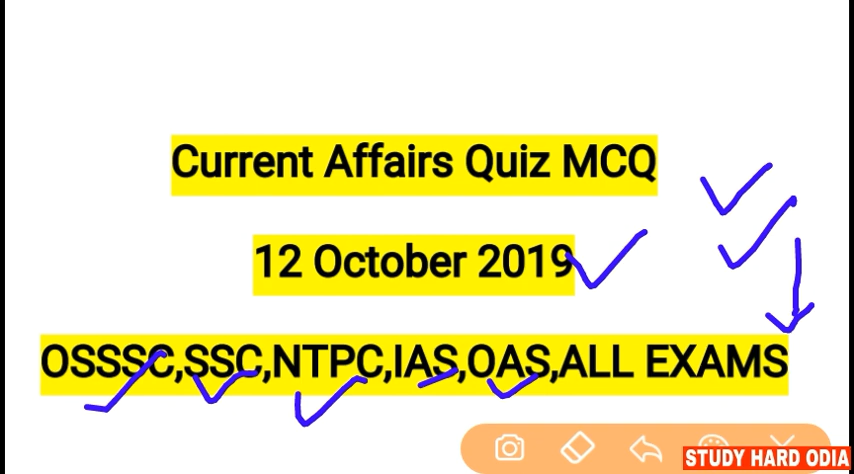 Current Affairs Quiz MCQ
12 October 2019
OSSSC,SSC,NTPC,IAS,OAS,ALL EXAMS
STUDY HARD ODIA